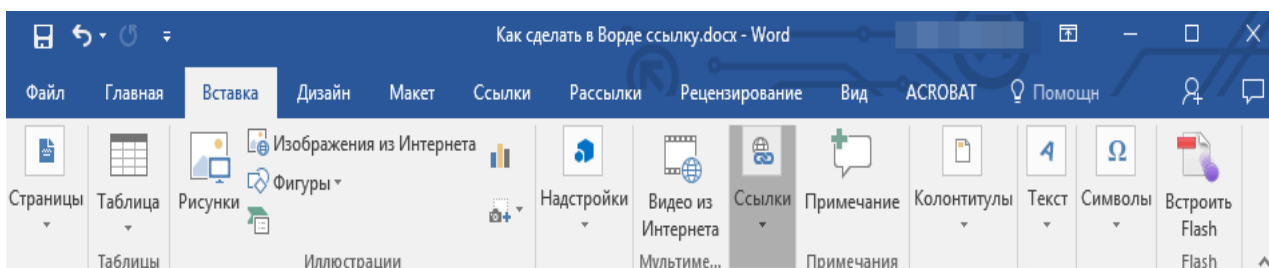 Как сделать в Ворде ссылку.docx - Word
Файл Главная Вставка Дизайн Макет Ссылки Рассылки Рецензирование Вид ACROBAT Помощн
Изображения из Интернета
Фигуры
Страницы Таблица Рисунки Надстройки Видео из Интернета Ссылки Примечание Колонтитулы Текст Символы Встроить Flash
Таблицы Иллюстрации Мультиме... Примечания Flash